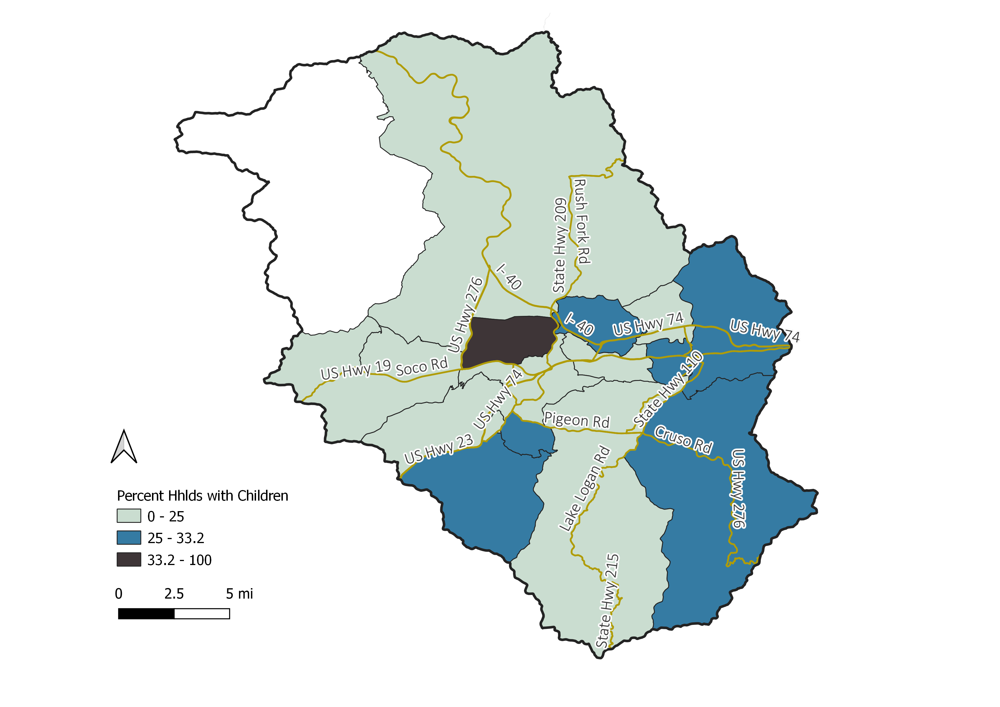 Rush Fork Rd
State Hwy 209
I- 40
US Hwy 276
I- 40
US Hwy 74
US Hwy 74
US Hwy 19
Soco Rd
State Hwy 110
US Hwy 74
Pigeon Rd
Cruso Rd
US Hwy 23
Lake Logan Rd
US Hwy 276
State Hwy 215
Percent Hhlds with Children
0 - 25
25 - 33.2
33.2 - 100
0 2.5 5 mi